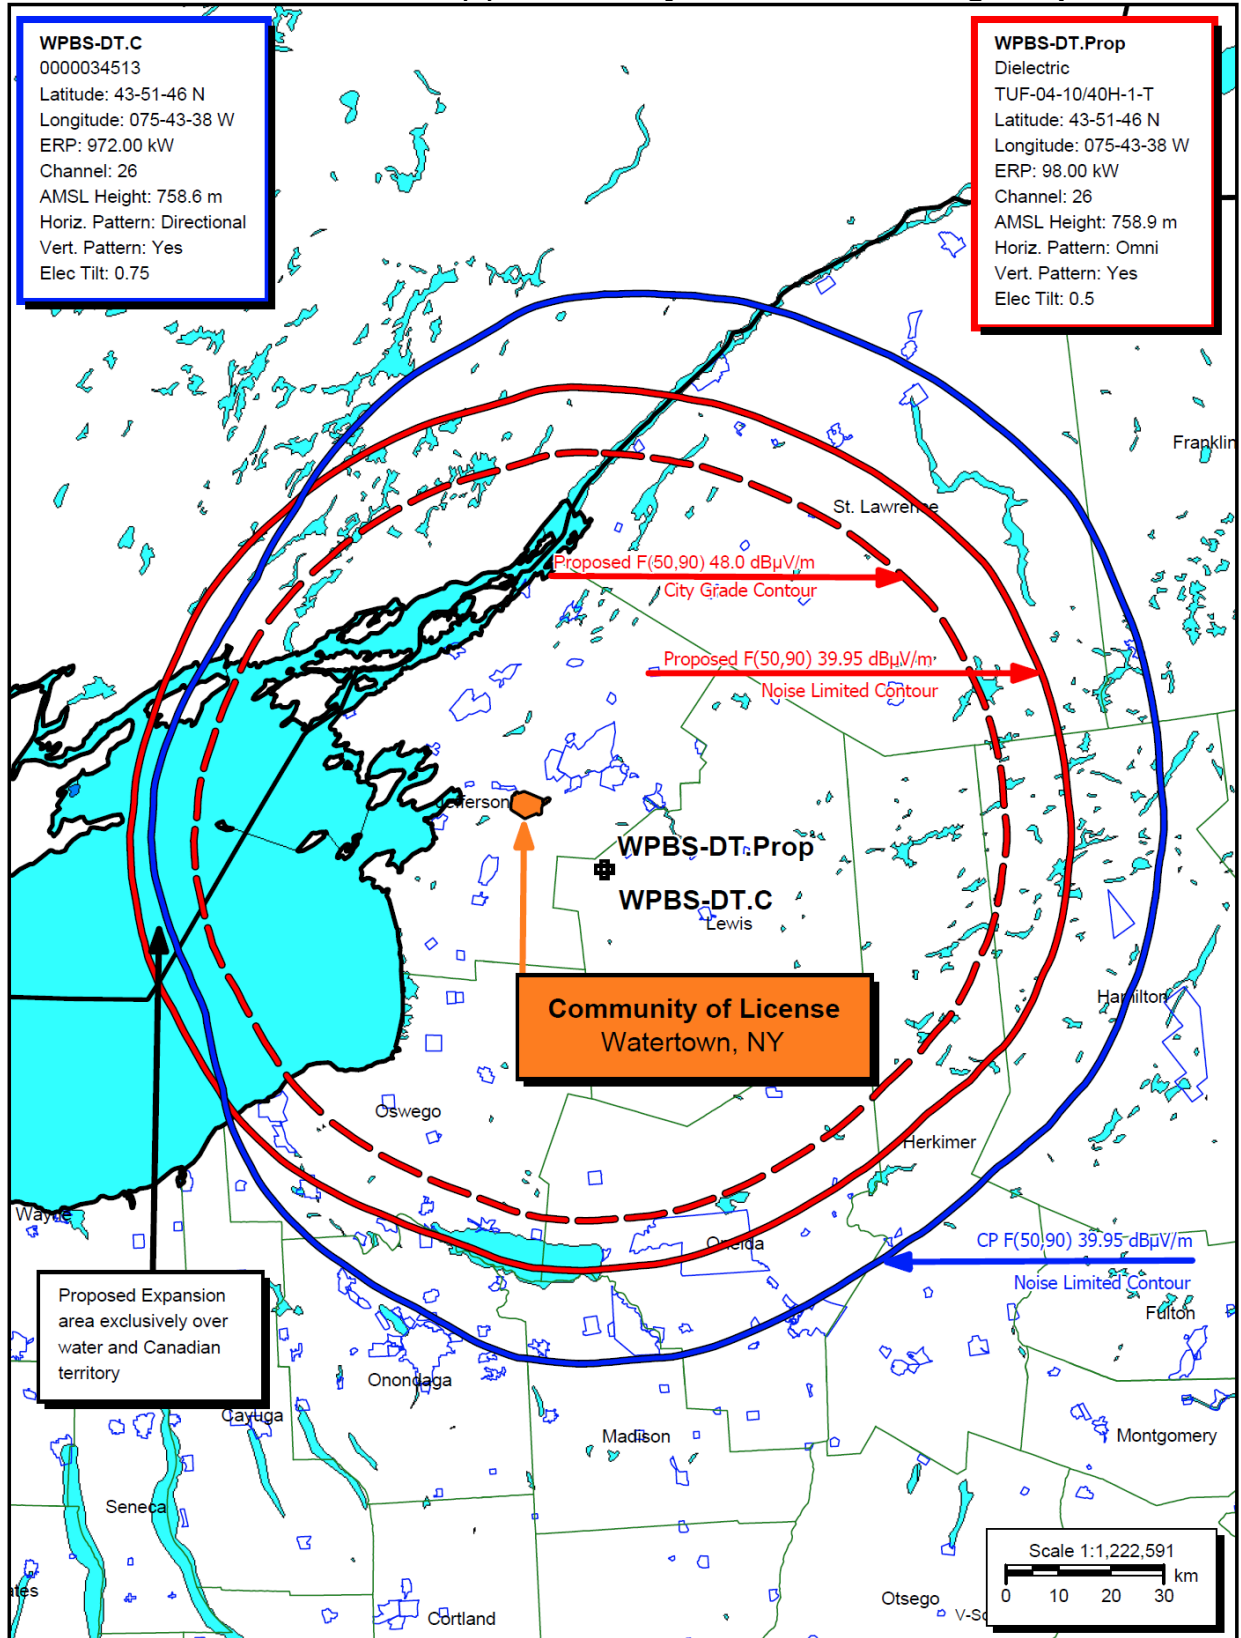 WPBS-DT.C
0000034513
Latitude: 43-51-46 N
Longitude: 075-43-38 W
ERP: 972.00 kW
Channel: 26
AMSL Height: 758.6 m
Horiz. Pattern: Directional
Vert. Pattern: Yes
Elec Tilt: 0.75
WPBS-DT.Prop
Dielectric
TUF-04-10/40H-1-T
Latitude: 43-51-46 N
Longitude: 075-43-38 W
ERP: 98.00 kW
Channel: 26
AMSL Height: 758.9 m
Horiz. Pattern: Omni
Vert. Pattern: Yes
Elec Tilt: 0.5
Franklin
St. Lawrence
Proposed F(50,90) 48.0 dBµV/m
City Grade Contour
Proposed F(50,90) 39.95 dBµV/m
Noise Limited Contour
Jefferson
WPBS-DT.Prop
WPBS-DT.C
Lewis
Hamilton
Community of License
Watertown, NY
Oswego
Herkimer
Wayne
Oneida
CP F(50,90) 39.95 dBµV/m
Noise Limited Contour
Proposed Expansion
area exclusively over
water and Canadian
territory
Fulton
Onondaga
Cayuga
Madison
Montgomery
Seneca
Scale 1:1,222,591
km
0 10 20 30
ates
Otsego
V-Sc
Cortland